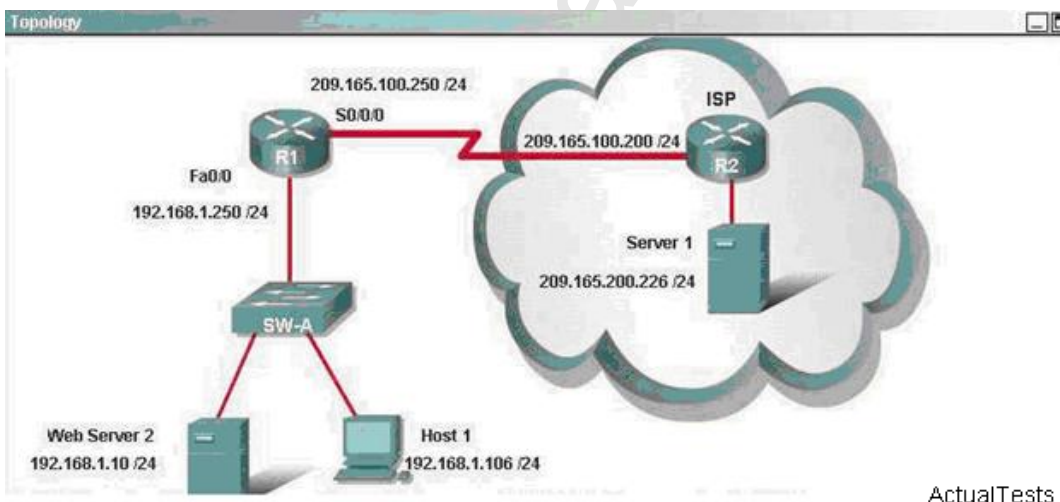 Topology
209.165.100.250 /24
S0/0/0
R1
Fa0/0
192.168.1.250 /24
ISP
209.165.100.200 /24
R2
Server 1
209.165.200.226 /24
SW-A
Web Server 2
192.168.1.10 /24
Host 1
192.168.1.106 /24
ActualTests